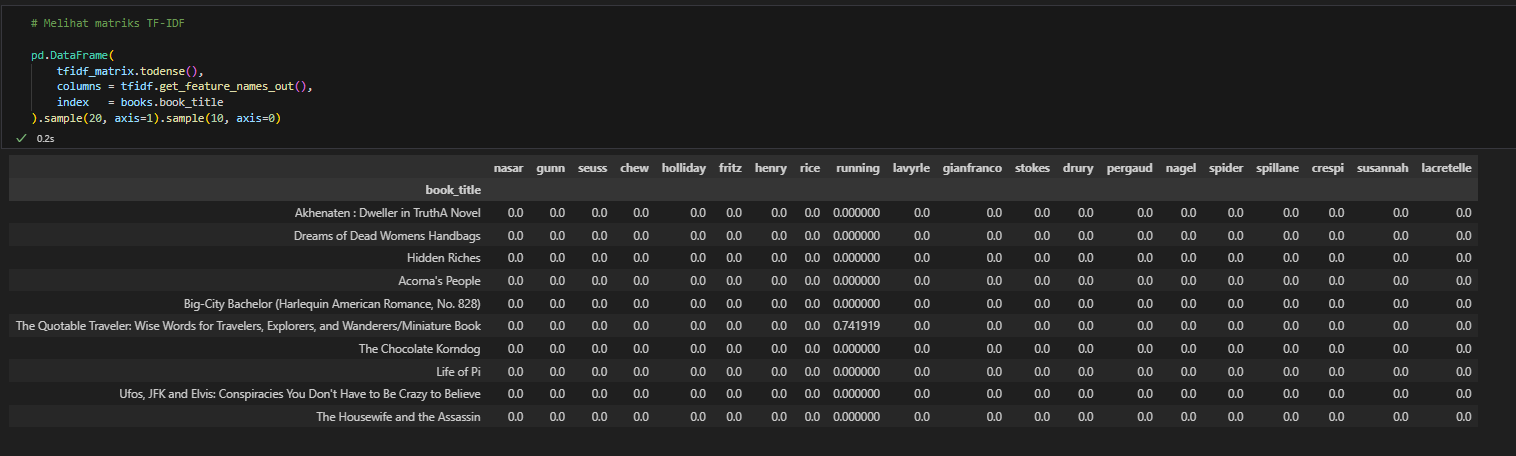 # Melihat matriks TF-IDF
pd.DataFrame(
tfidf_matrix.todense(),
columns = tfidf.get_feature_names_out(),
index   = books.book_title
).sample(20, axis=1).sample(10, axis=0)
✓ 0.2s
nasar gunn seuss chew holliday fritz henry rice running lavyrle gianfranco stokes drury pergaud nagel spider spillane crespi susannah lacretelle
book_title
Akhenaten : Dweller in TruthA Novel 0.0 0.0 0.0 0.0 0.0 0.0 0.0 0.0 0.000000 0.0 0.0 0.0 0.0 0.0 0.0 0.0 0.0 0.0 0.0 0.0
Dreams of Dead Womens Handbags 0.0 0.0 0.0 0.0 0.0 0.0 0.0 0.0 0.000000 0.0 0.0 0.0 0.0 0.0 0.0 0.0 0.0 0.0 0.0 0.0
Hidden Riches 0.0 0.0 0.0 0.0 0.0 0.0 0.0 0.0 0.000000 0.0 0.0 0.0 0.0 0.0 0.0 0.0 0.0 0.0 0.0 0.0
Acorna's People 0.0 0.0 0.0 0.0 0.0 0.0 0.0 0.0 0.000000 0.0 0.0 0.0 0.0 0.0 0.0 0.0 0.0 0.0 0.0 0.0
Big-City Bachelor (Harlequin American Romance, No. 828) 0.0 0.0 0.0 0.0 0.0 0.0 0.0 0.0 0.000000 0.0 0.0 0.0 0.0 0.0 0.0 0.0 0.0 0.0 0.0 0.0
The Quotable Traveler: Wise Words for Travelers, Explorers, and Wanderers/Miniature Book 0.0 0.0 0.0 0.0 0.0 0.0 0.0 0.0 0.741919 0.0 0.0 0.0 0.0 0.0 0.0 0.0 0.0 0.0 0.0 0.0
The Chocolate Korndog 0.0 0.0 0.0 0.0 0.0 0.0 0.0 0.0 0.000000 0.0 0.0 0.0 0.0 0.0 0.0 0.0 0.0 0.0 0.0 0.0
Life of Pi 0.0 0.0 0.0 0.0 0.0 0.0 0.0 0.0 0.000000 0.0 0.0 0.0 0.0 0.0 0.0 0.0 0.0 0.0 0.0 0.0
Ufos, JFK and Elvis: Conspiracies You Don't Have to Be Crazy to Believe 0.0 0.0 0.0 0.0 0.0 0.0 0.0 0.0 0.000000 0.0 0.0 0.0 0.0 0.0 0.0 0.0 0.0 0.0 0.0 0.0
The Housewife and the Assassin 0.0 0.0 0.0 0.0 0.0 0.0 0.0 0.0 0.000000 0.0 0.0 0.0 0.0 0.0 0.0 0.0 0.0 0.0 0.0 0.0